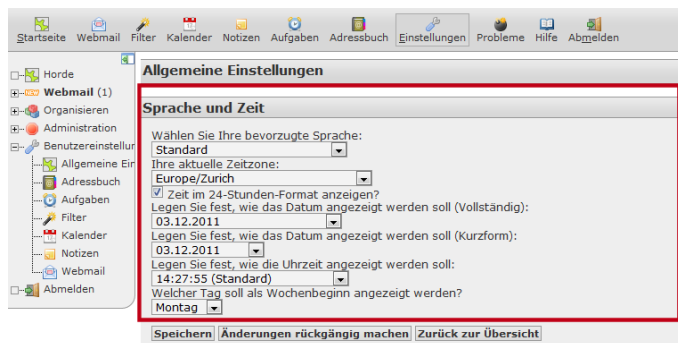 Startseite Webmail Filter Kalender Notizen Aufgaben Adressbuch Einstellungen Probleme Hilfe Abmelden
Horde
Webmail (1)
Organisieren
Administration
Benutzereinstellur
Allgemeine Ein
Adressbuch
Aufgaben
Filter
Kalender
Notizen
Webmail
Abmelden
Allgemeine Einstellungen
Sprache und Zeit
Wählen Sie Ihre bevorzugte Sprache:
Standard
Ihre aktuelle Zeitzone:
Europe/Zurich
Zeit im 24-Stunden-Format anzeigen?
Legen Sie fest, wie das Datum angezeigt werden soll (Vollständig):
03.12.2011
Legen Sie fest, wie das Datum angezeigt werden soll (Kurzform):
03.12.2011
Legen Sie fest, wie die Uhrzeit angezeigt werden soll:
14:27:55 (Standard)
Welcher Tag soll als Wochenbeginn angezeigt werden?
Montag
Speichern Änderungen rückgängig machen Zurück zur Übersicht